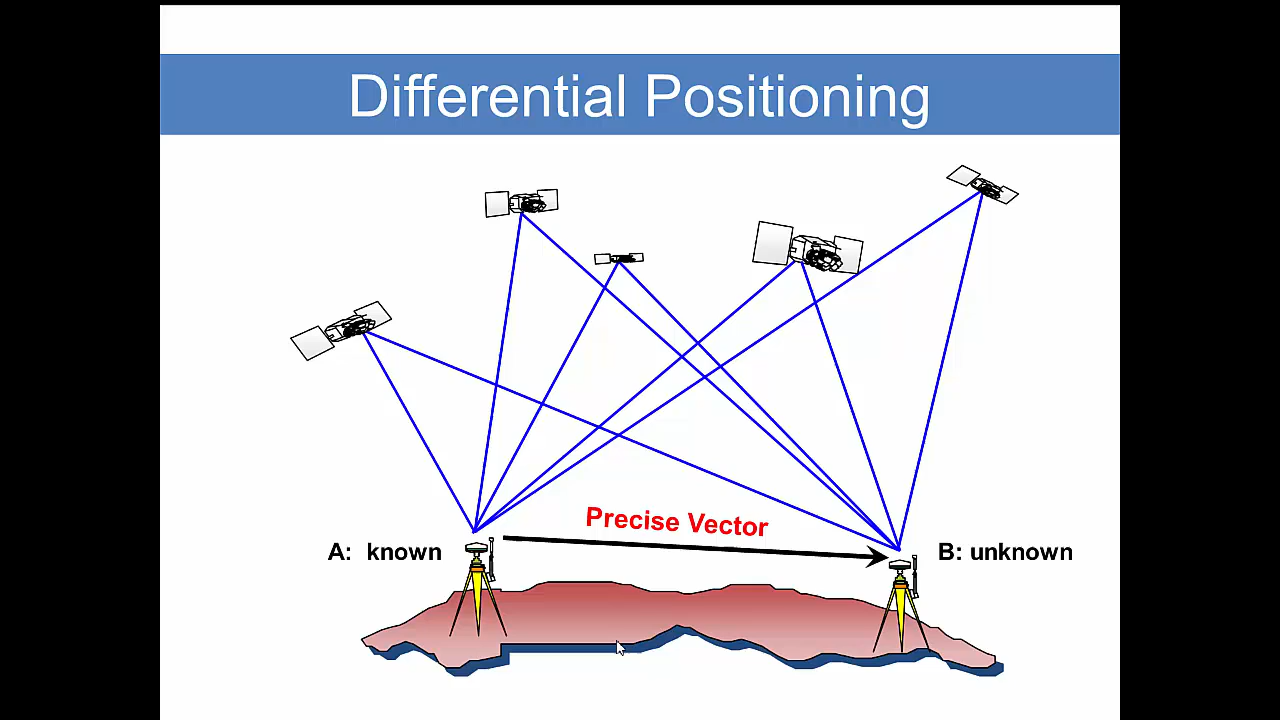 Differential Positioning
Precise Vector
A: known
B: unknown